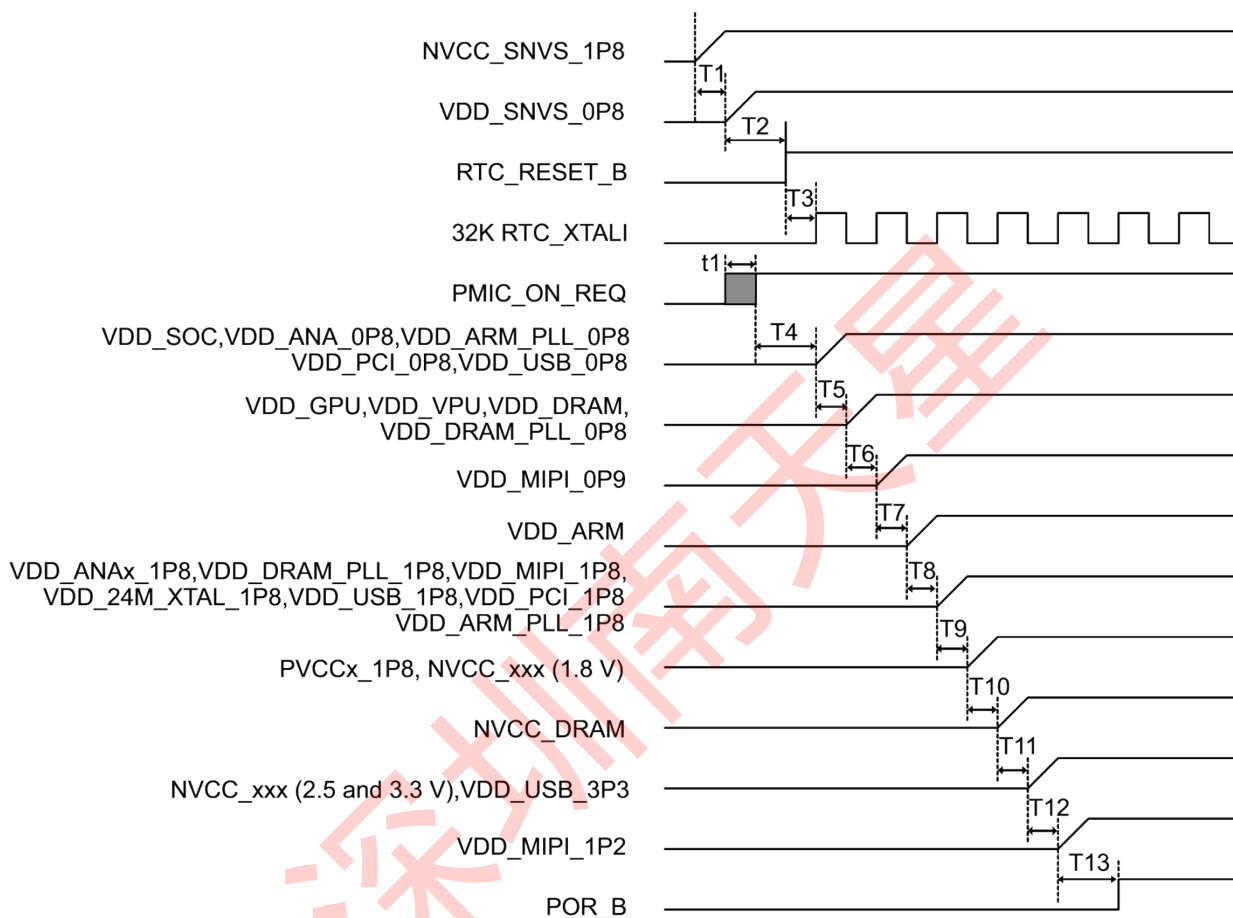 NVCC_SNVS_1P8
T1
VDD_SNVS_0P8
T2
RTC_RESET_B
T3
32K RTC_XTALI
t1
PMIC_ON_REQ
VDD_SOC,VDD_ANA_0P8,VDD_ARM_PLL_0P8
VDD_PCI_0P8,VDD_USB_0P8
T4
T5
VDD_GPU,VDD_VPU,VDD_DRAM,
VDD_DRAM_PLL_0P8
T6
VDD_MIPI_0P9
T7
VDD_ARM
VDD_ANAx_1P8,VDD_DRAM_PLL_1P8,VDD_MIPI_1P8,
VDD_24M_XTAL_1P8,VDD_USB_1P8,VDD_PCI_1P8
VDD_ARM_PLL_1P8
T8
T9
PVCCx_1P8, NVCC_xxx (1.8 V)
T10
NVCC_DRAM
T11
NVCC_xxx (2.5 and 3.3 V),VDD_USB_3P3
T12
VDD_MIPI_1P2
T13
POR_B
深圳南天星